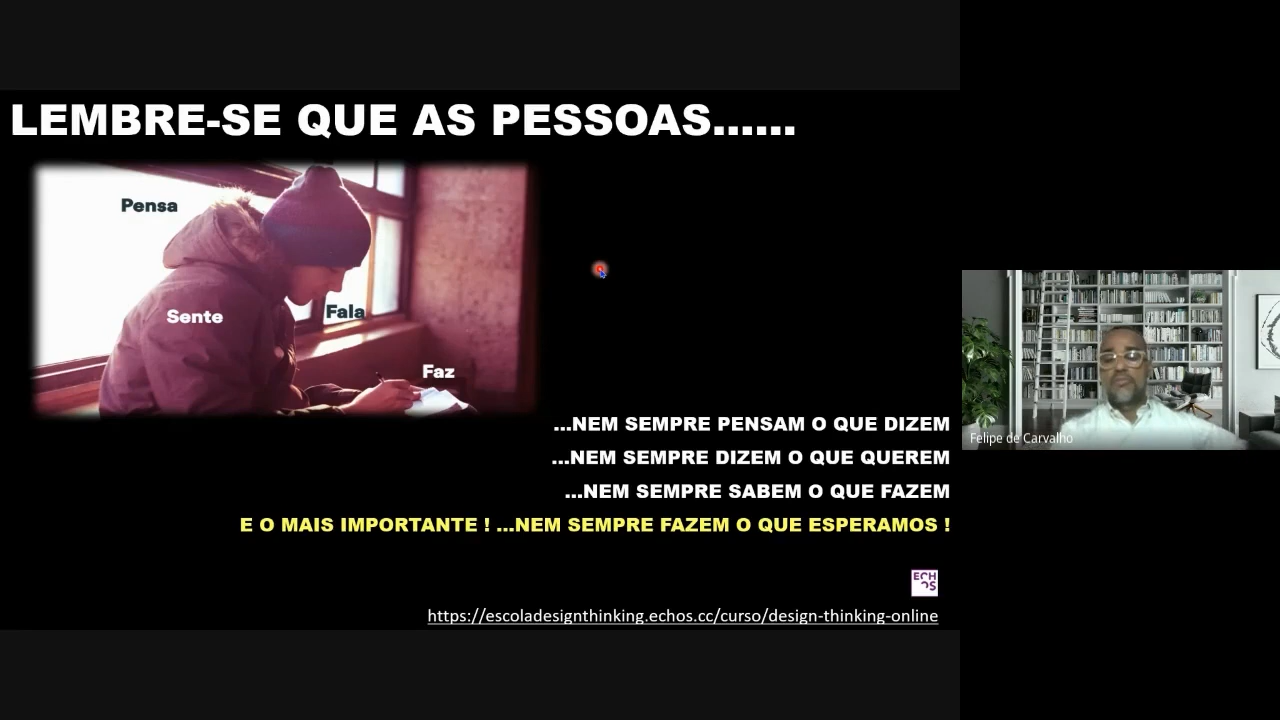 LEMBRE-SE QUE AS PESSOAS......
Pensa
Sente
Fala
Faz
...NEM SEMPRE PENSAM O QUE DIZEM
...NEM SEMPRE DIZEM O QUE QUEREM
...NEM SEMPRE SABEM O QUE FAZEM
E O MAIS IMPORTANTE ! ...NEM SEMPRE FAZEM O QUE ESPERAMOS !
ECH
OS
https://escoladesignthinking.echos.cc/curso/design-thinking-online
Felipe de Carvalho